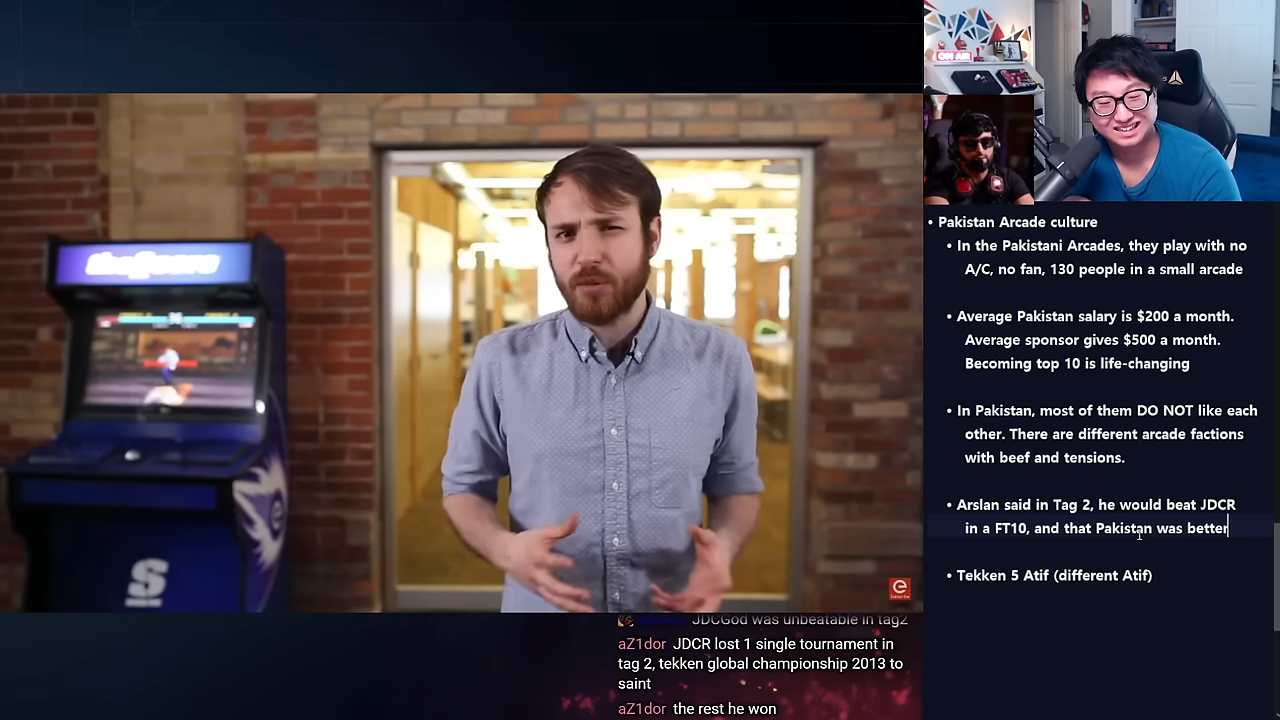 theScore
S
e
Subscribe
ON AIR
• Pakistan Arcade culture
• In the Pakistani Arcades, they play with no
A/C, no fan, 130 people in a small arcade
• Average Pakistan salary is $200 a month.
Average sponsor gives $500 a month.
Becoming top 10 is life-changing
• In Pakistan, most of them DO NOT like each
other. There are different arcade factions
with beef and tensions.
• Arslan said in Tag 2, he would beat JDCR
in a FT10, and that Pakistan was better
• Tekken 5 Atif (different Atif)
JDCGod was unbeatable in tag2
aZ1dor JDCR lost 1 single tournament in
tag 2, tekken global championship 2013 to
saint
aZ1dor the rest he won